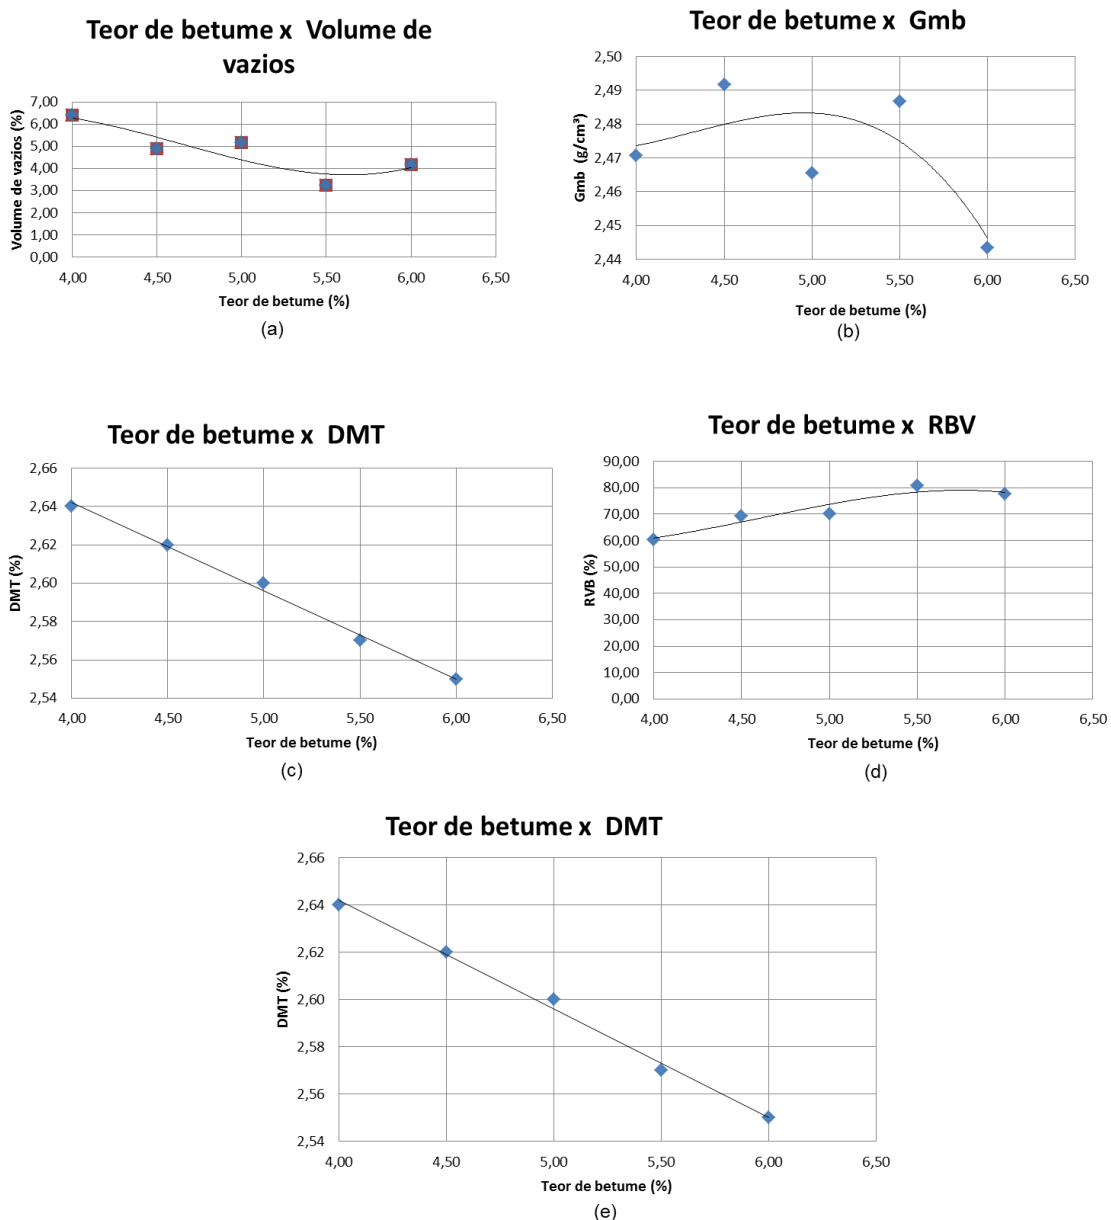 Teor de betume x Volume de
vazios
Volume de vazios (%)
7,00
6,00
5,00
4,00
3,00
2,00
1,00
0,00
4,00 4,50 5,00 5,50 6,00 6,50
Teor de betume (%)
(a)
Teor de betume x Gmb
Gmb (g/cm³)
2,50
2,49
2,48
2,47
2,46
2,45
2,44
4,00 4,50 5,00 5,50 6,00 6,50
Teor de betume (%)
(b)
Teor de betume x DMT
DMT (%)
2,66
2,64
2,62
2,60
2,58
2,56
2,54
4,00 4,50 5,00 5,50 6,00 6,50
Teor de betume (%)
(c)
Teor de betume x RBV
RVB (%)
90,00
80,00
70,00
60,00
50,00
40,00
30,00
20,00
10,00
0,00
4,00 4,50 5,00 5,50 6,00 6,50
Teor de betume (%)
(d)
Teor de betume x DMT
DMT (%)
2,66
2,64
2,62
2,60
2,58
2,56
2,54
4,00 4,50 5,00 5,50 6,00 6,50
Teor de betume (%)
(e)